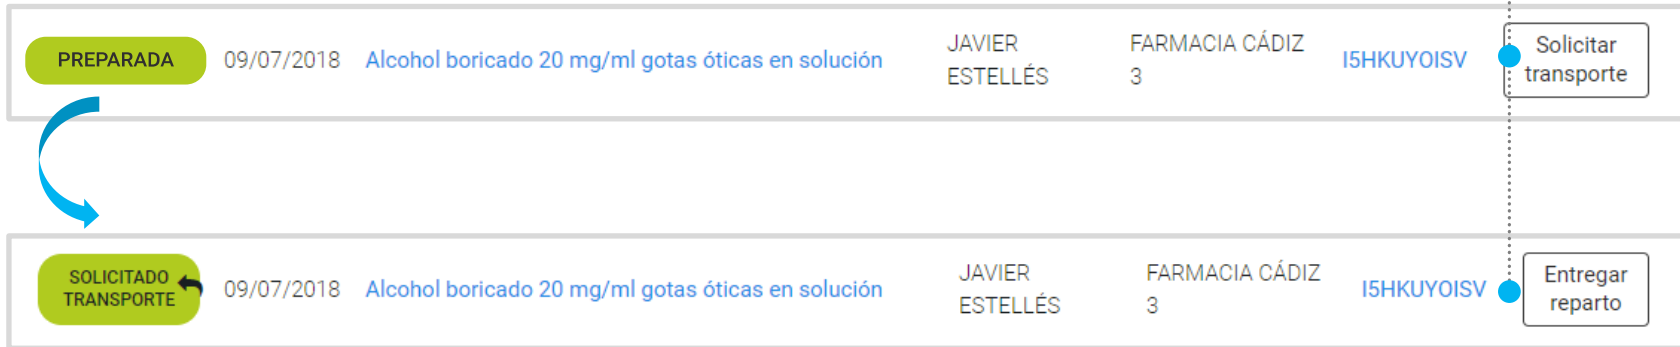 PREPARADA
09/07/2018
Alcohol boricado 20 mg/ml gotas óticas en solución
JAVIER
ESTELLÉS
FARMACIA CÁDIZ
3
I5HKUYOISV
Solicitar
transporte
SOLICITADO
TRANSPORTE
09/07/2018
Alcohol boricado 20 mg/ml gotas óticas en solución
JAVIER
ESTELLÉS
FARMACIA CÁDIZ
3
I5HKUYOISV
Entregar
reparto